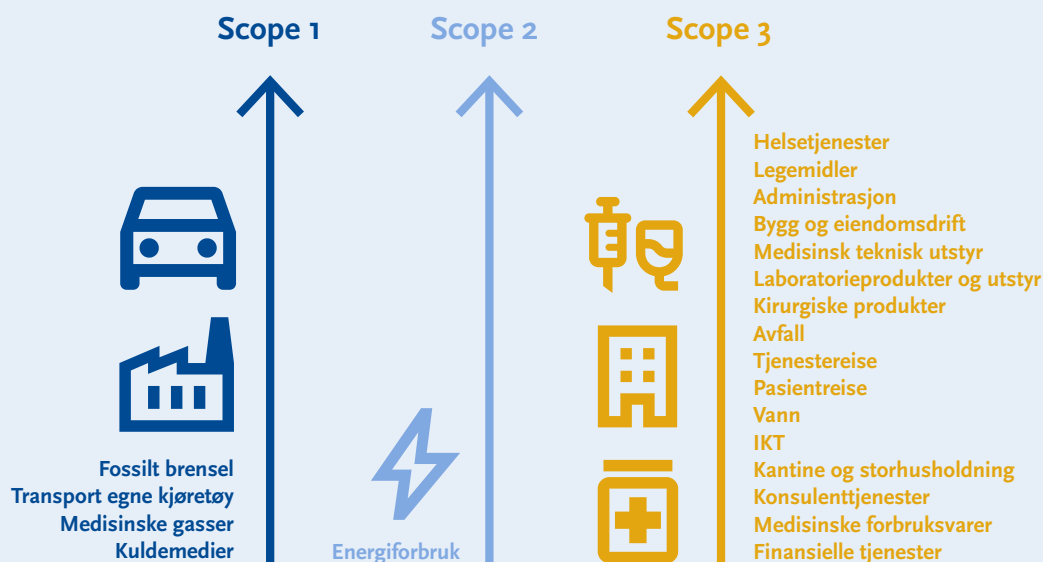 Scope 1
Scope 2
Scope 3
Fossilt brensel
Transport egne kjøretøy
Medisinske gasser
Kuldemedier
Energiforbruk
Helsetjenester
Legemidler
Administrasjon
Bygg og eiendomsdrift
Medisinsk teknisk utstyr
Laboratorieprodukter og utstyr
Kirurgiske produkter
Avfall
Tjenestereise
Pasientreise
Vann
IKT
Kantine og storhusholdning
Konsulenttjenester
Medisinske forbruksvarer
Finansielle tjenester